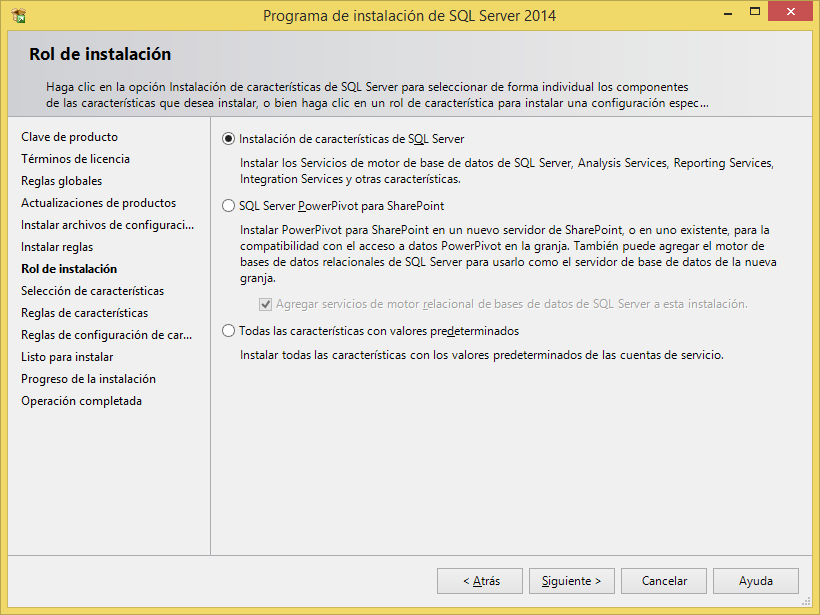 Programa de instalación de SQL Server 2014
Rol de instalación
Haga clic en la opción Instalación de características de SQL Server para seleccionar de forma individual los componentes
de las características que desea instalar, o bien haga clic en un rol de característica para instalar una configuración espec...
Clave de producto
Términos de licencia
Reglas globales
Actualizaciones de productos
Instalar archivos de configuraci...
Instalar reglas
Rol de instalación
Selección de características
Reglas de características
Reglas de configuración de car...
Listo para instalar
Progreso de la instalación
Operación completada
Instalación de características de SQL Server
Instalar los Servicios de motor de base de datos de SQL Server, Analysis Services, Reporting Services,
Integration Services y otras características.
SQL Server PowerPivot para SharePoint
Instalar PowerPivot para SharePoint en un nuevo servidor de SharePoint, o en uno existente, para la
compatibilidad con el acceso a datos PowerPivot en la granja. También puede agregar el motor de
bases de datos relacionales de SQL Server para usarlo como el servidor de base de datos de la nueva
granja.
Agregar servicios de motor relacional de bases de datos de SQL Server a esta instalación.
Todas las características con valores predeterminados
Instalar todas las características con los valores predeterminados de las cuentas de servicio.
< Atrás
Siguiente >
Cancelar
Ayuda